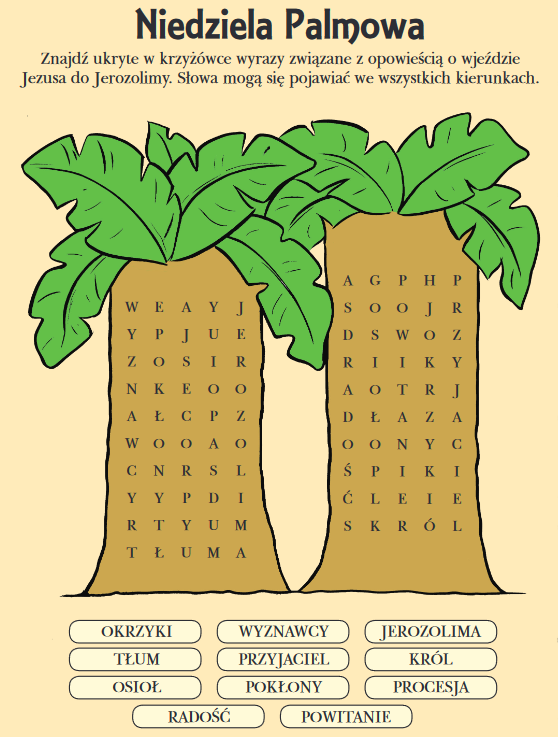 Niedziela Palmowa
Znajdź ukryte w krzyżówce wyrazy związane z opowieścią o wjeździe
Jezusa do Jerozolimy. Słowa mogą się pojawiać we wszystkich kierunkach.
W E A Y J
Y P J U E
Z O S I R
N K E O O
A Ł C P Z
W O O A O
C N R S L
Y Y P D I
R T Y U M
T Ł U M A
A G P H P
S O O J R
D S W O Z
R I I K Y
A O T R J
D Ł A Z A
O O N Y C
Ś P I K I
Ć L E I E
S K R Ó L
OKRZYKI WYZNAWCY JEROZOLIMA
TŁUM PRZYJACIEL KRÓL
OSIOŁ POKŁONY PROCESJA
RADOŚĆ POWITANIE